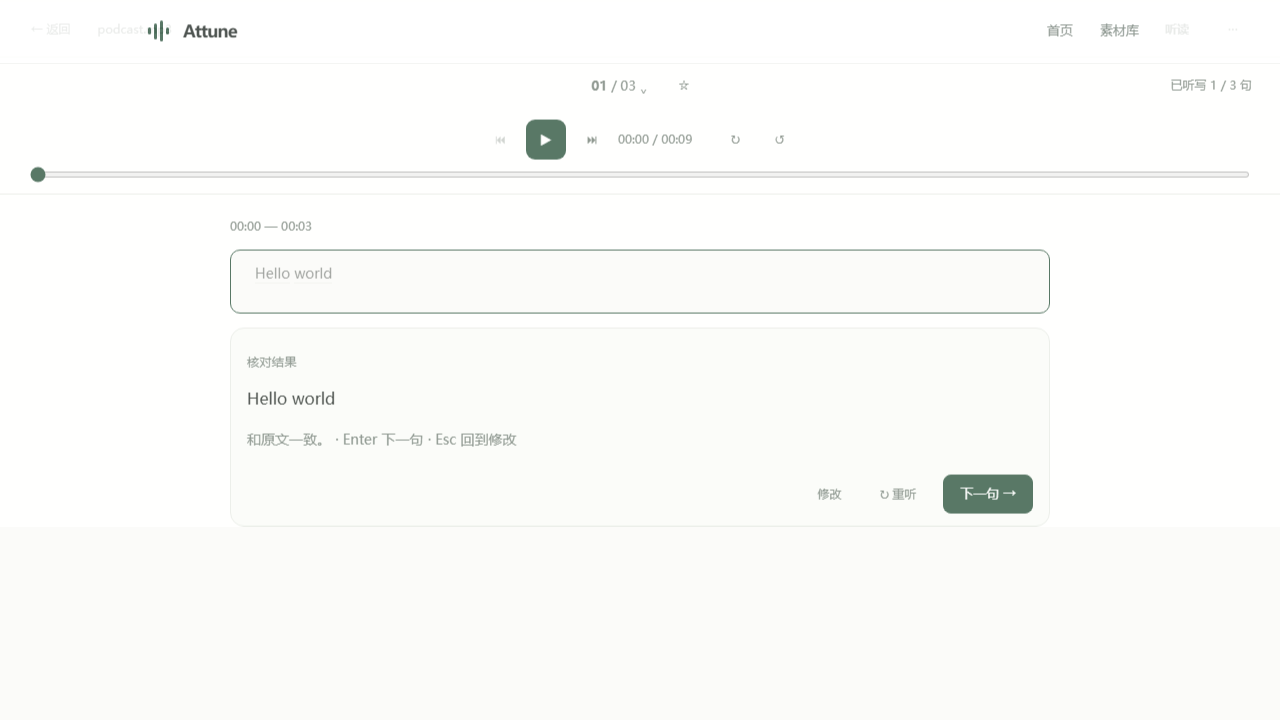 ← 返回 podcast. Attune 首页 素材库 听读 ···
01 / 03 ⌄ ☆ 已听写 1 / 3 句
⏮ ▶ ⏭ 00:00 / 00:09 ↻ ↺
00:00 — 00:03
Hello world
核对结果
Hello world
和原文一致。 · Enter 下一句 · Esc 回到修改
修改 ↻ 重听 下一句 →